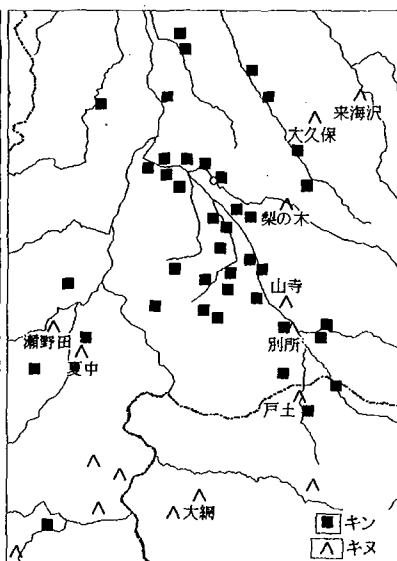 来海沢
大久保
梨の木
山寺
瀬野田
別所
夏中
戸土
大綱
キン
キヌ